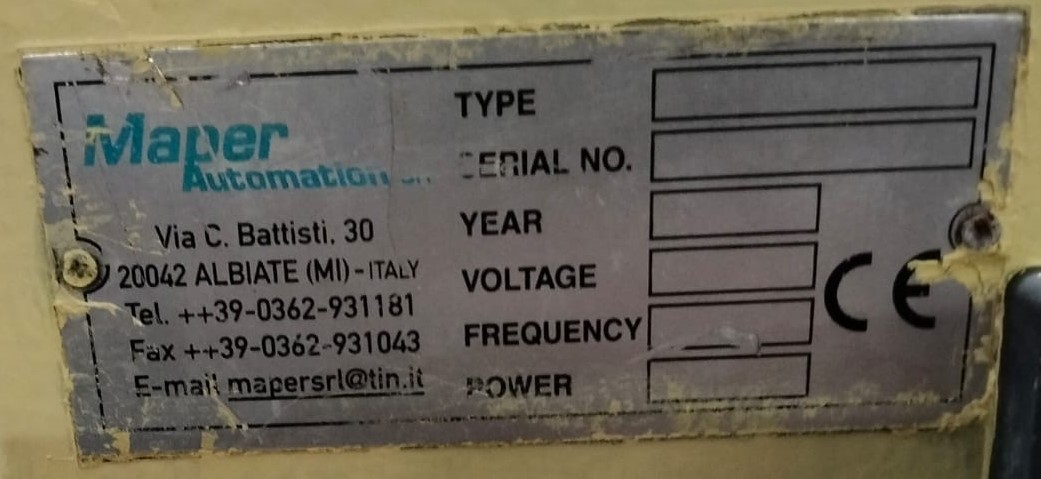 Maper
Automation
Via C. Battisti, 30
20042 ALBIATE (MI) - ITALY
Tel. ++39-0362-931181
Fax ++39-0362-931043
E-mail mapersrl@tin.it
TYPE
SERIAL NO.
YEAR
VOLTAGE
FREQUENCY
POWER
CE